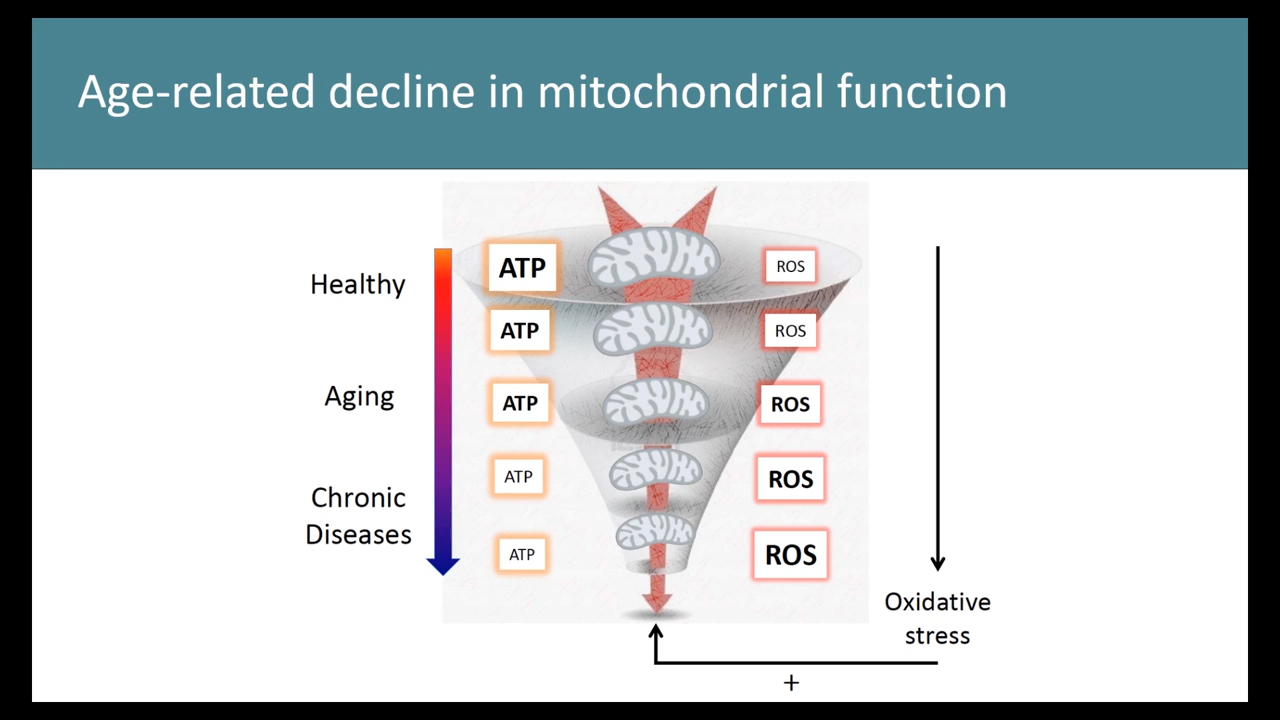 Age-related decline in mitochondrial function
Healthy
ATP
ROS
ATP
ROS
Aging
ATP
ROS
Chronic
Diseases
ATP
ROS
ATP
ROS
Oxidative
stress
+